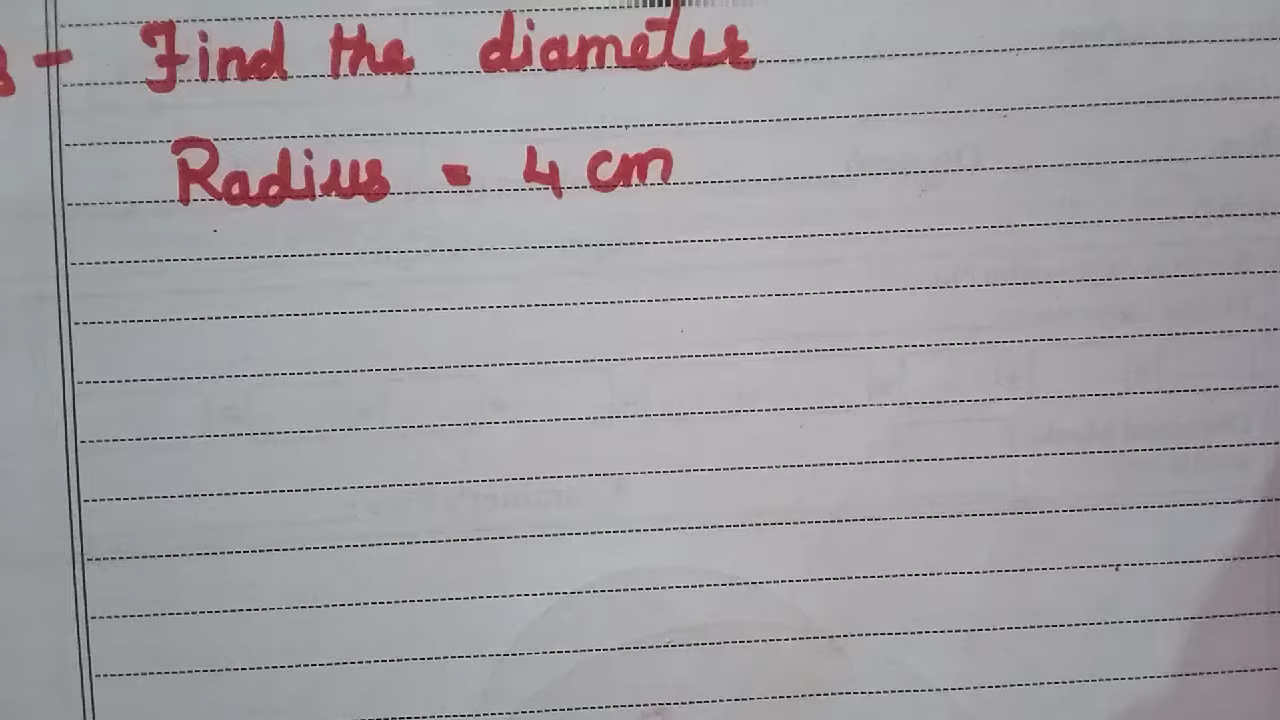 Find the diameter
Radius = 4 cm